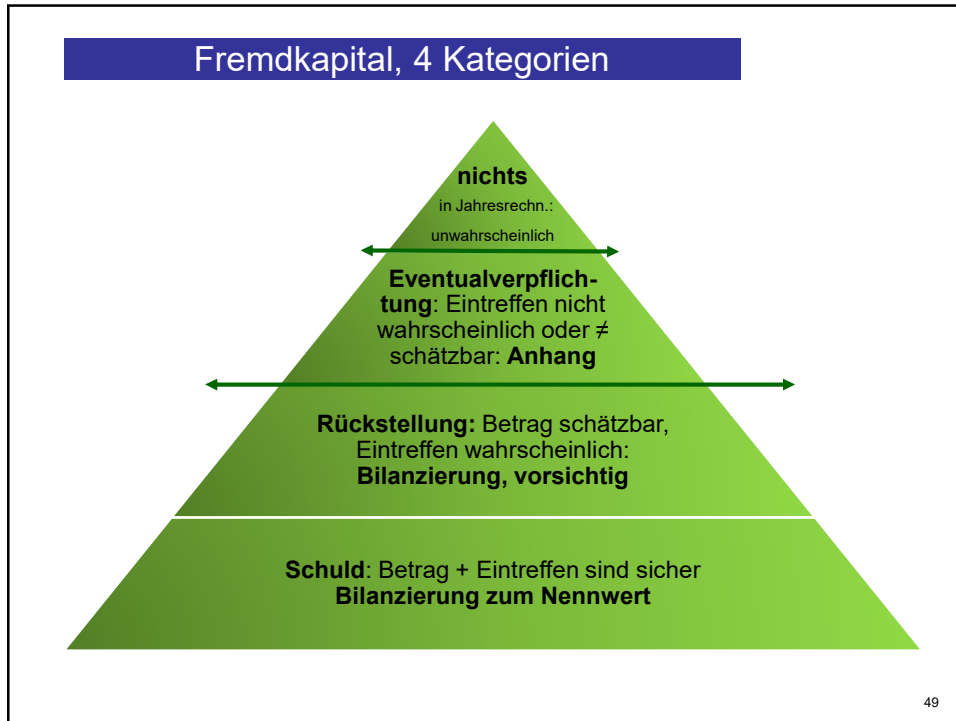 Fremdkapital, 4 Kategorien
nichts
in Jahresrechn.:
unwahrscheinlich
Eventualverpflich-
tung: Eintreffen nicht
wahrscheinlich oder ≠
schätzbar: Anhang
Rückstellung: Betrag schätzbar,
Eintreffen wahrscheinlich:
Bilanzierung, vorsichtig
Schuld: Betrag + Eintreffen sind sicher
Bilanzierung zum Nennwert
49